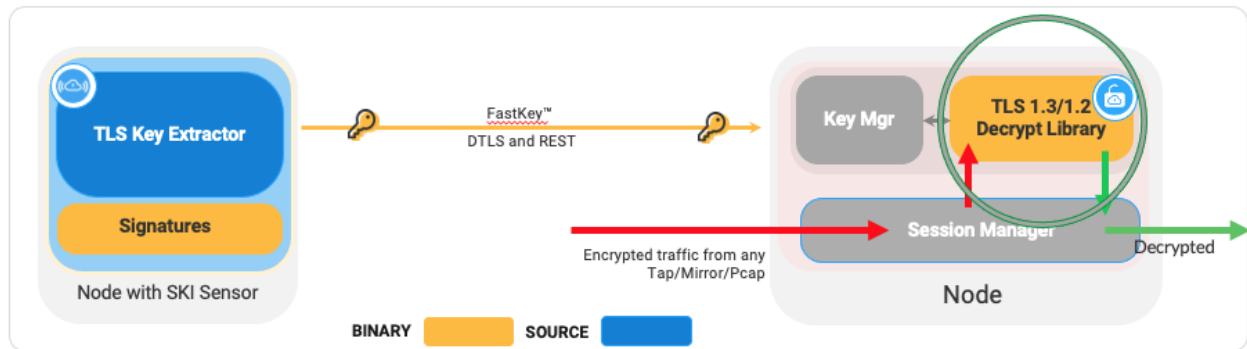 TLS Key Extractor
Signatures
Node with SKI Sensor
FastKey™
DTLS and REST
Key Mgr
TLS 1.3/1.2
Decrypt Library
Session Manager
Encrypted traffic from any
Tap/Mirror/Pcap
Decrypted
Node
BINARY
SOURCE